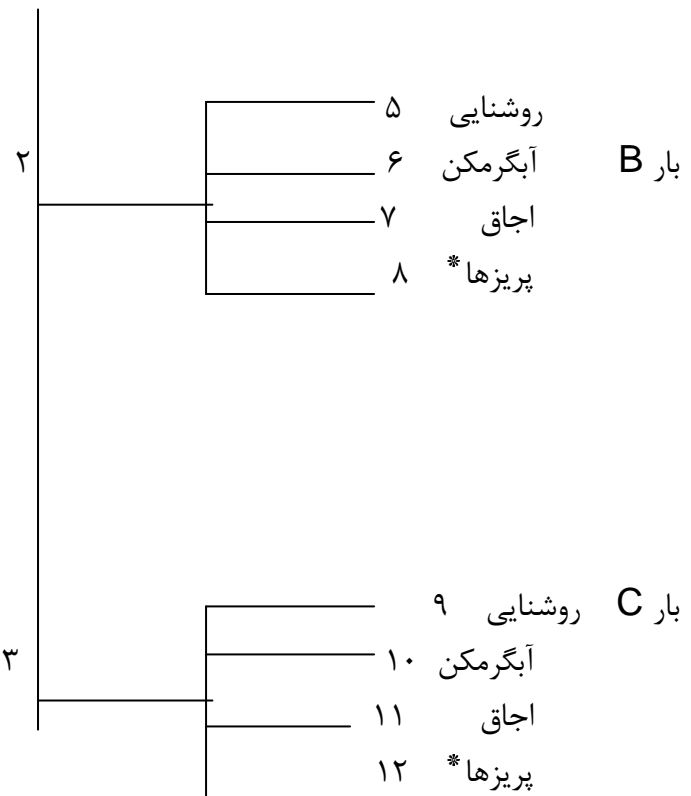 روشنایی ۵
۲
بار B آبگرمکن ۶
اجاق ۷
پریزها* ۸
بار C روشنایی ۹
۳
آبگرمکن ۱۰
اجاق ۱۱
پریزها* ۱۲